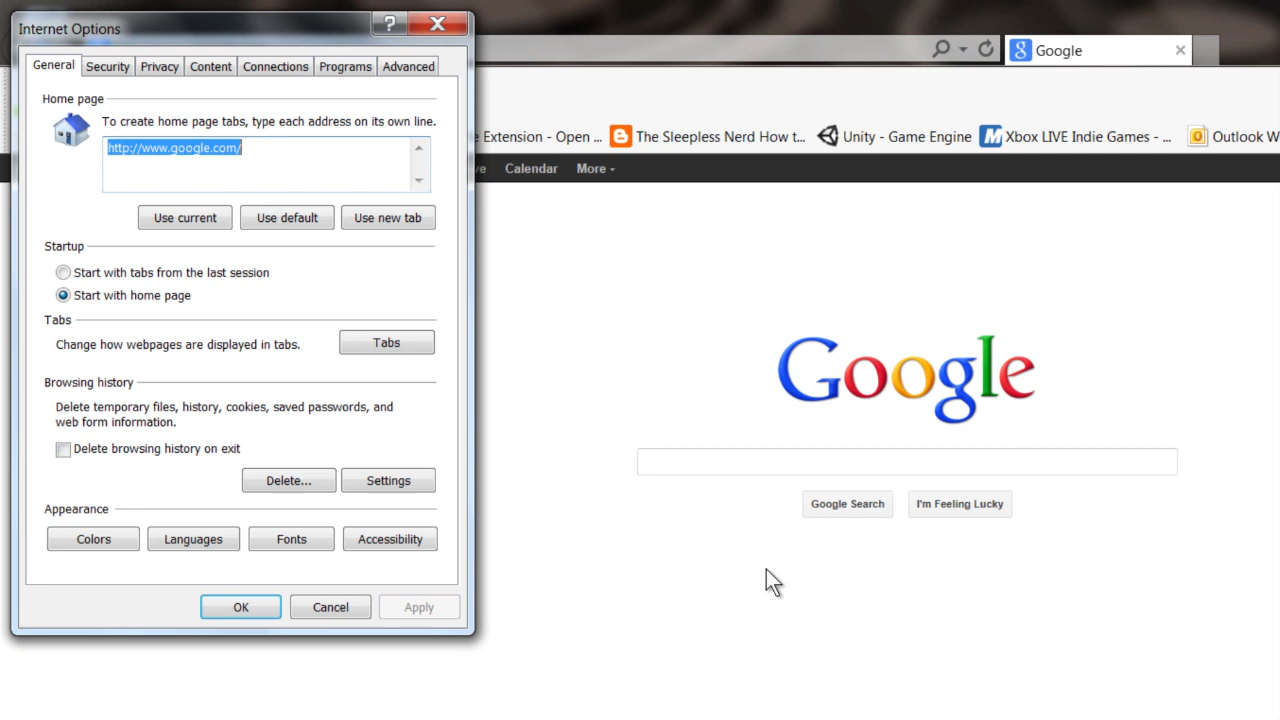 Internet Options
?
General Security Privacy Content Connections Programs Advanced
Home page
To create home page tabs, type each address on its own line.
http://www.google.com/
Use current Use default Use new tab
Startup
Start with tabs from the last session
Start with home page
Tabs
Change how webpages are displayed in tabs.
Tabs
Browsing history
Delete temporary files, history, cookies, saved passwords, and
web form information.
Delete browsing history on exit
Delete... Settings
Appearance
Colors Languages Fonts Accessibility
OK Cancel Apply
g Google
Extension - Open ... The Sleepless Nerd How t... Unity - Game Engine Xbox LIVE Indie Games - ... Outlook W
Calendar More
Google
Google Search I'm Feeling Lucky